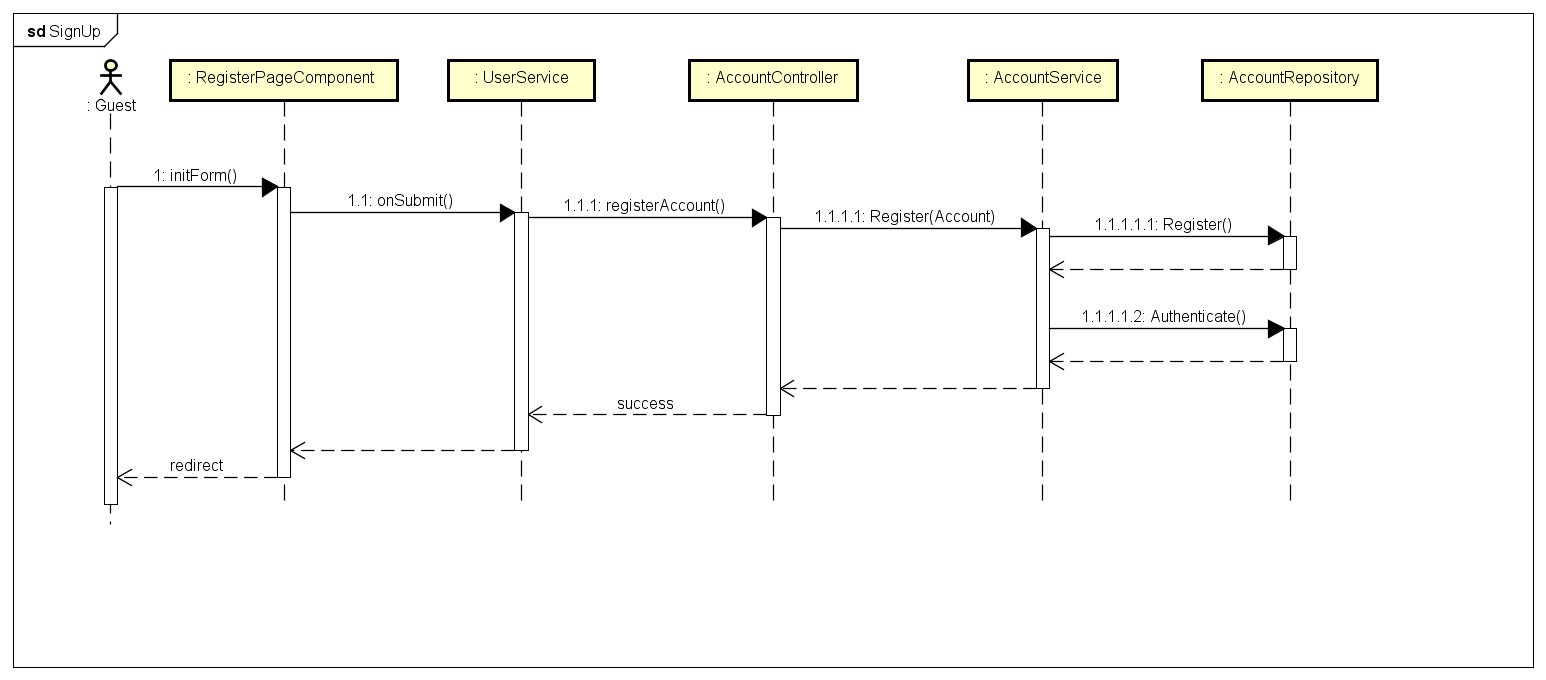 sd SignUp
: Guest
: RegisterPageComponent
: UserService
: AccountController
: AccountService
: AccountRepository
1: initForm()
1.1: onSubmit()
1.1.1: registerAccount()
1.1.1.1: Register(Account)
1.1.1.1.1: Register()
1.1.1.1.2: Authenticate()
success
redirect